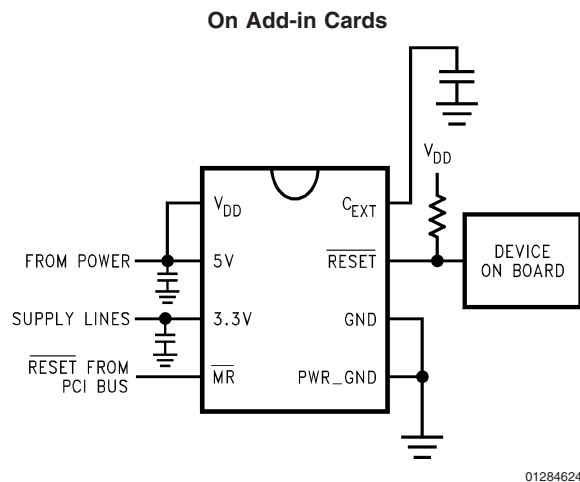 On Add-in Cards
V_DD
V_DD
C_EXT
FROM POWER
5V
RESET
DEVICE
ON BOARD
SUPPLY LINES
3.3V
GND
RESET FROM
PCI BUS
MR
PWR_GND
01284624